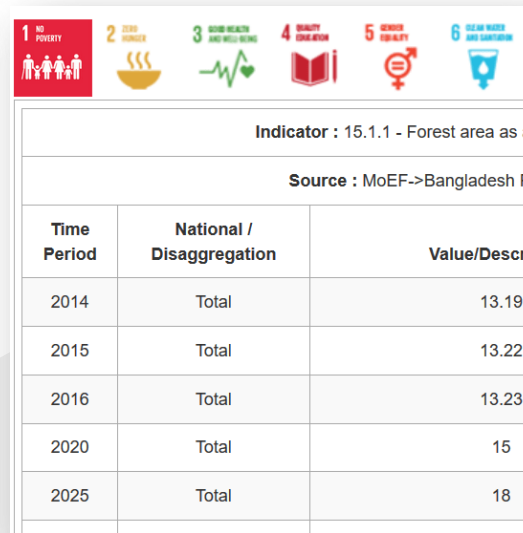 1 NO POVERTY
2 ZERO HUNGER
3 GOOD HEALTH AND WELL-BEING
4 QUALITY EDUCATION
5 GENDER EQUALITY
6 CLEAN WATER AND SANITATION
Indicator : 15.1.1 - Forest area as
Source : MoEF->Bangladesh
Time Period
National / Disaggregation
Value/Descr
2014 Total 13.19
2015 Total 13.22
2016 Total 13.23
2020 Total 15
2025 Total 18